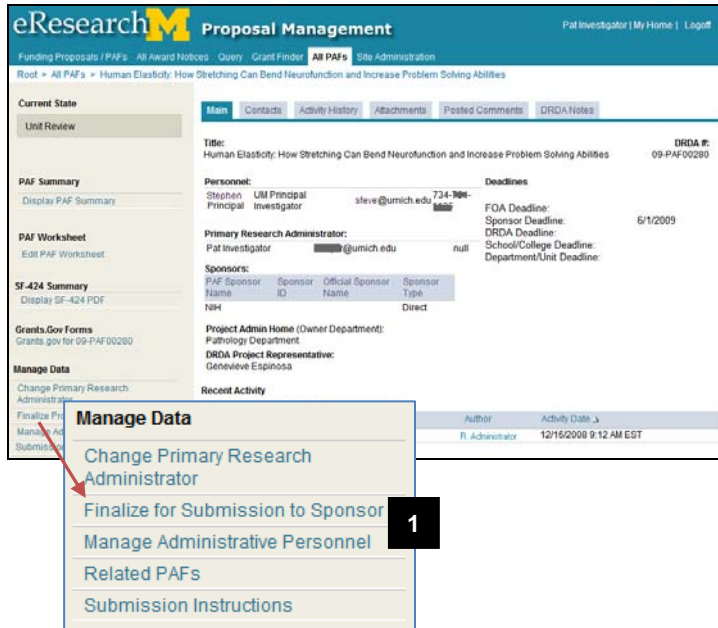 eResearch M Proposal Management
Pat Investigator | My Home | Logoff
Funding Proposals / PAFs All Award Notices Query Grant Finder All PAFs Site Administration
Root > All PAFs > Human Elasticity: How Stretching Can Bend Neurofunction and Increase Problem Solving Abilities
Current State
Unit Review
PAF Summary
Display PAF Summary
PAF Worksheet
Edit PAF Worksheet
SF-424 Summary
Display SF-424 PDF
Grants.Gov Forms
Grants.gov for 09-PAF00280
Manage Data
Change Primary Research
Administrator
Finalize Pro
Manage Ad
Submission
Main Contacts Activity History Attachments Posted Comments DRDA Notes
Title: DRDA #:
Human Elasticity: How Stretching Can Bend Neurofunction and Increase Problem Solving Abilities 09-PAF00280
Personnel:
Stephen UM Principal steve@umich.edu 734-
Principal Investigator
Primary Research Administrator:
Pat Investigator @umich.edu null
Deadlines
FOA Deadline:
Sponsor Deadline: 6/1/2009
DRDA Deadline:
School/College Deadline:
Department/Unit Deadline:
Sponsors:
PAF Sponsor Sponsor Official Sponsor Sponsor
Name ID Name Type
NIH Direct
Project Admin Home (Owner Department):
Pathology Department
DRDA Project Representative:
Genevieve Espinosa
Recent Activity
Author Activity Date
R. Administrator 12/16/2008 9:12 AM EST
Manage Data
Change Primary Research
Administrator
Finalize for Submission to Sponsor
1
Manage Administrative Personnel
Related PAFs
Submission Instructions